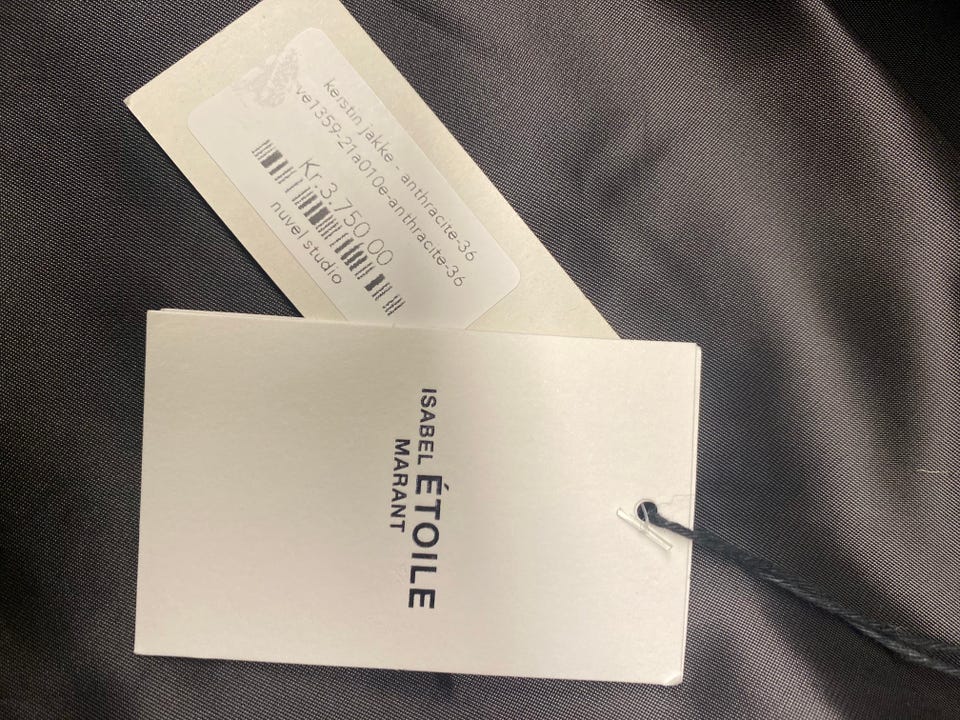 kerstin jakke - anthracite-36
ve1359-21a010e-anthracite-36
Kr.3.750,00
nuvel studio
ISABEL ÉTOILE
MARANT